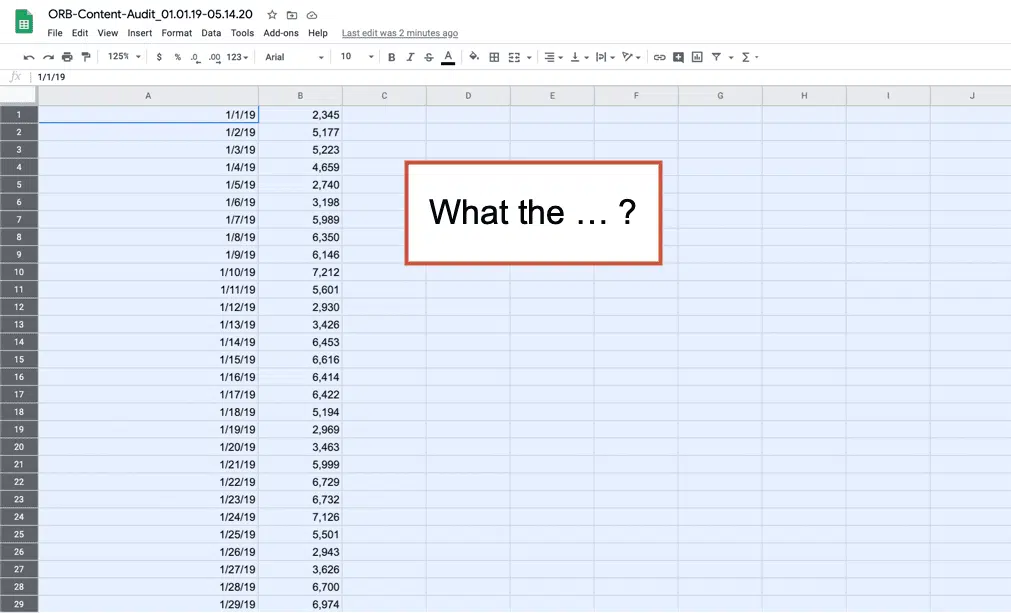 ORB-Content-Audit_01.01.19-05.14.20
File Edit View Insert Format Data Tools Add-ons Help Last edit was 2 minutes ago
125% $ % .0 .00 123 Arial 10 B I S A
fx 1/1/19
A B C D E F G H I J
1 1/1/19 2,345
2 1/2/19 5,177
3 1/3/19 5,223
4 1/4/19 4,659
5 1/5/19 2,740
6 1/6/19 3,198
What the … ?
7 1/7/19 5,989
8 1/8/19 6,350
9 1/9/19 6,146
10 1/10/19 7,212
11 1/11/19 5,601
12 1/12/19 2,930
13 1/13/19 3,426
14 1/14/19 6,453
15 1/15/19 6,616
16 1/16/19 6,414
17 1/17/19 6,422
18 1/18/19 5,194
19 1/19/19 2,969
20 1/20/19 3,463
21 1/21/19 5,999
22 1/22/19 6,729
23 1/23/19 6,732
24 1/24/19 7,126
25 1/25/19 5,501
26 1/26/19 2,943
27 1/27/19 3,626
28 1/28/19 6,700
29 1/29/19 6,974